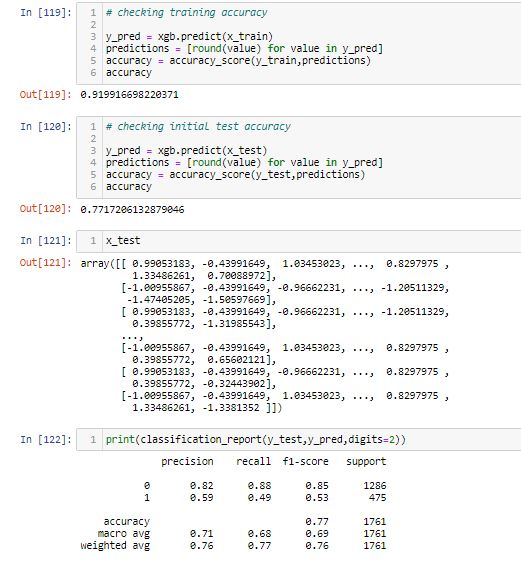 In [119]: 1 # checking training accuracy
2
3 y_pred = xgb.predict(x_train)
4 predictions = [round(value) for value in y_pred]
5 accuracy = accuracy_score(y_train,predictions)
6 accuracy
Out[119]: 0.919916698220371
In [120]: 1 # checking initial test accuracy
2
3 y_pred = xgb.predict(x_test)
4 predictions = [round(value) for value in y_pred]
5 accuracy = accuracy_score(y_test,predictions)
6 accuracy
Out[120]: 0.7717206132879046
In [121]: 1 x_test
Out[121]: array([[ 0.99053183, -0.43991649, 1.03453023, ..., 0.8297975 ,
1.33486261, 0.70088972],
[-1.00955867, -0.43991649, -0.96662231, ..., -1.20511329,
-1.47405205, -1.50597669],
[ 0.99053183, -0.43991649, -0.96662231, ..., -1.20511329,
0.39855772, -1.31985543],
...,
[-1.00955867, -0.43991649, 1.03453023, ..., 0.8297975 ,
0.39855772, 0.65602121],
[ 0.99053183, -0.43991649, -0.96662231, ..., 0.8297975 ,
0.39855772, -0.32443902],
[-1.00955867, -0.43991649, 1.03453023, ..., 0.8297975 ,
1.33486261, -1.3381352 ]])
In [122]: 1 print(classification_report(y_test,y_pred,digits=2))
precision recall f1-score support
0 0.82 0.88 0.85 1286
1 0.59 0.49 0.53 475
accuracy 0.77 1761
macro avg 0.71 0.68 0.69 1761
weighted avg 0.76 0.77 0.76 1761